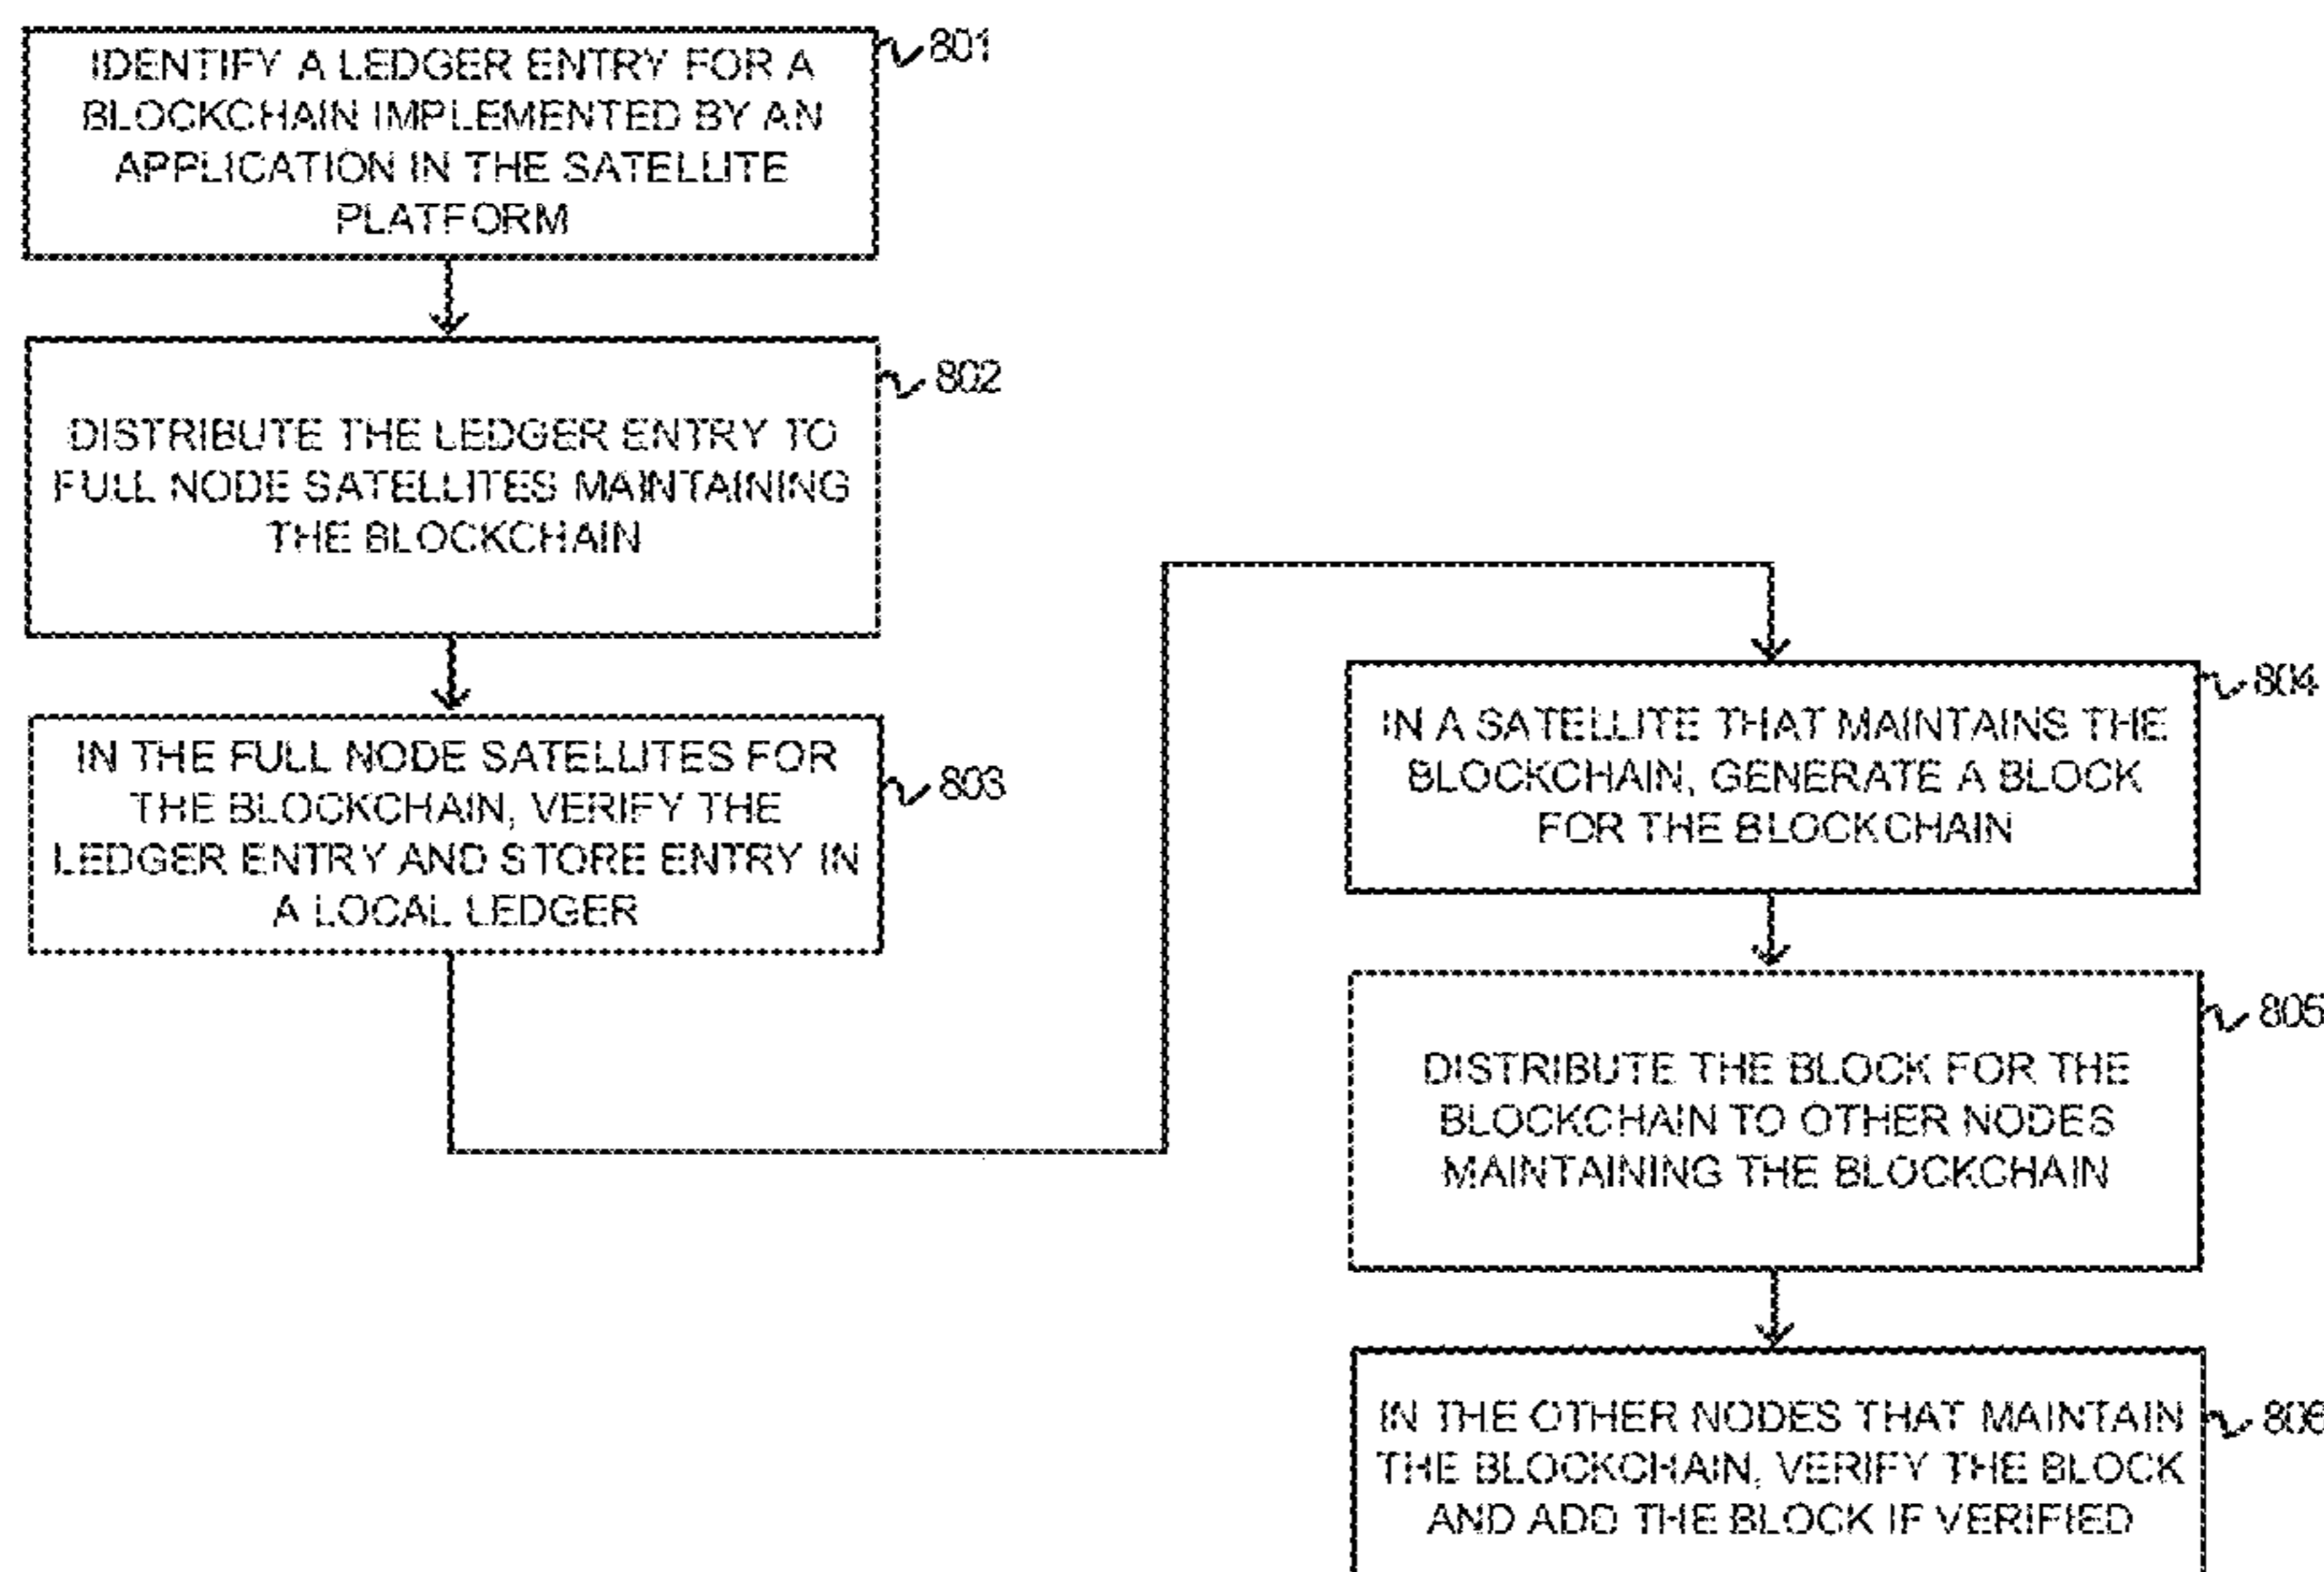 IDENTIFY A LEDGER ENTRY FOR A
BLOCKCHAIN IMPLEMENTED BY AN
APPLICATION IN THE SATELLITE
PLATFORM
801
DISTRIBUTE THE LEDGER ENTRY TO
FULL NODE SATELLITES MAINTAINING
THE BLOCKCHAIN
802
IN THE FULL NODE SATELLITES FOR
THE BLOCKCHAIN, VERIFY THE
LEDGER ENTRY AND STORE ENTRY IN
A LOCAL LEDGER
803
IN A SATELLITE THAT MAINTAINS THE
BLOCKCHAIN, GENERATE A BLOCK
FOR THE BLOCKCHAIN
804
DISTRIBUTE THE BLOCK FOR THE
BLOCKCHAIN TO OTHER NODES
MAINTAINING THE BLOCKCHAIN
805
IN THE OTHER NODES THAT MAINTAIN
THE BLOCKCHAIN, VERIFY THE BLOCK
AND ADD THE BLOCK IF VERIFIED
806